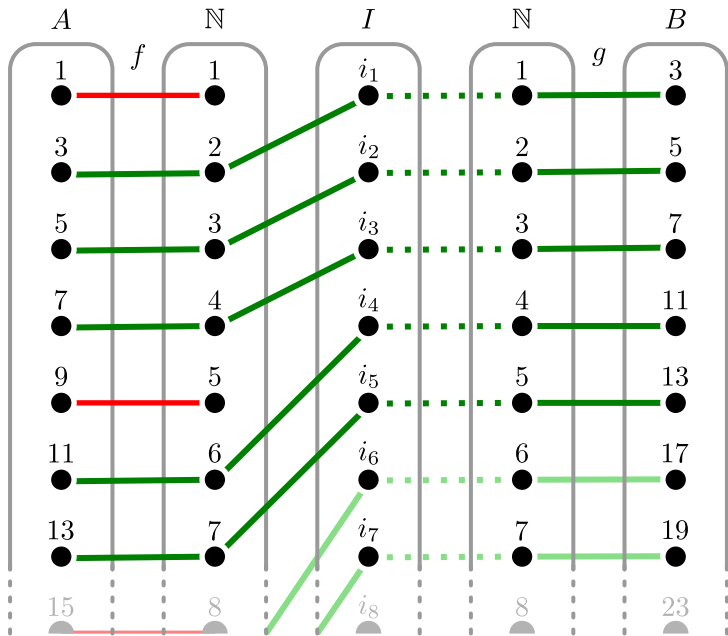 A ℕ I ℕ B
f g
1 1 i₁ 1 3
3 2 i₂ 2 5
5 3 i₃ 3 7
7 4 i₄ 4 11
9 5 i₅ 5 13
11 6 i₆ 6 17
13 7 i₇ 7 19
15 8 i₈ 8 23